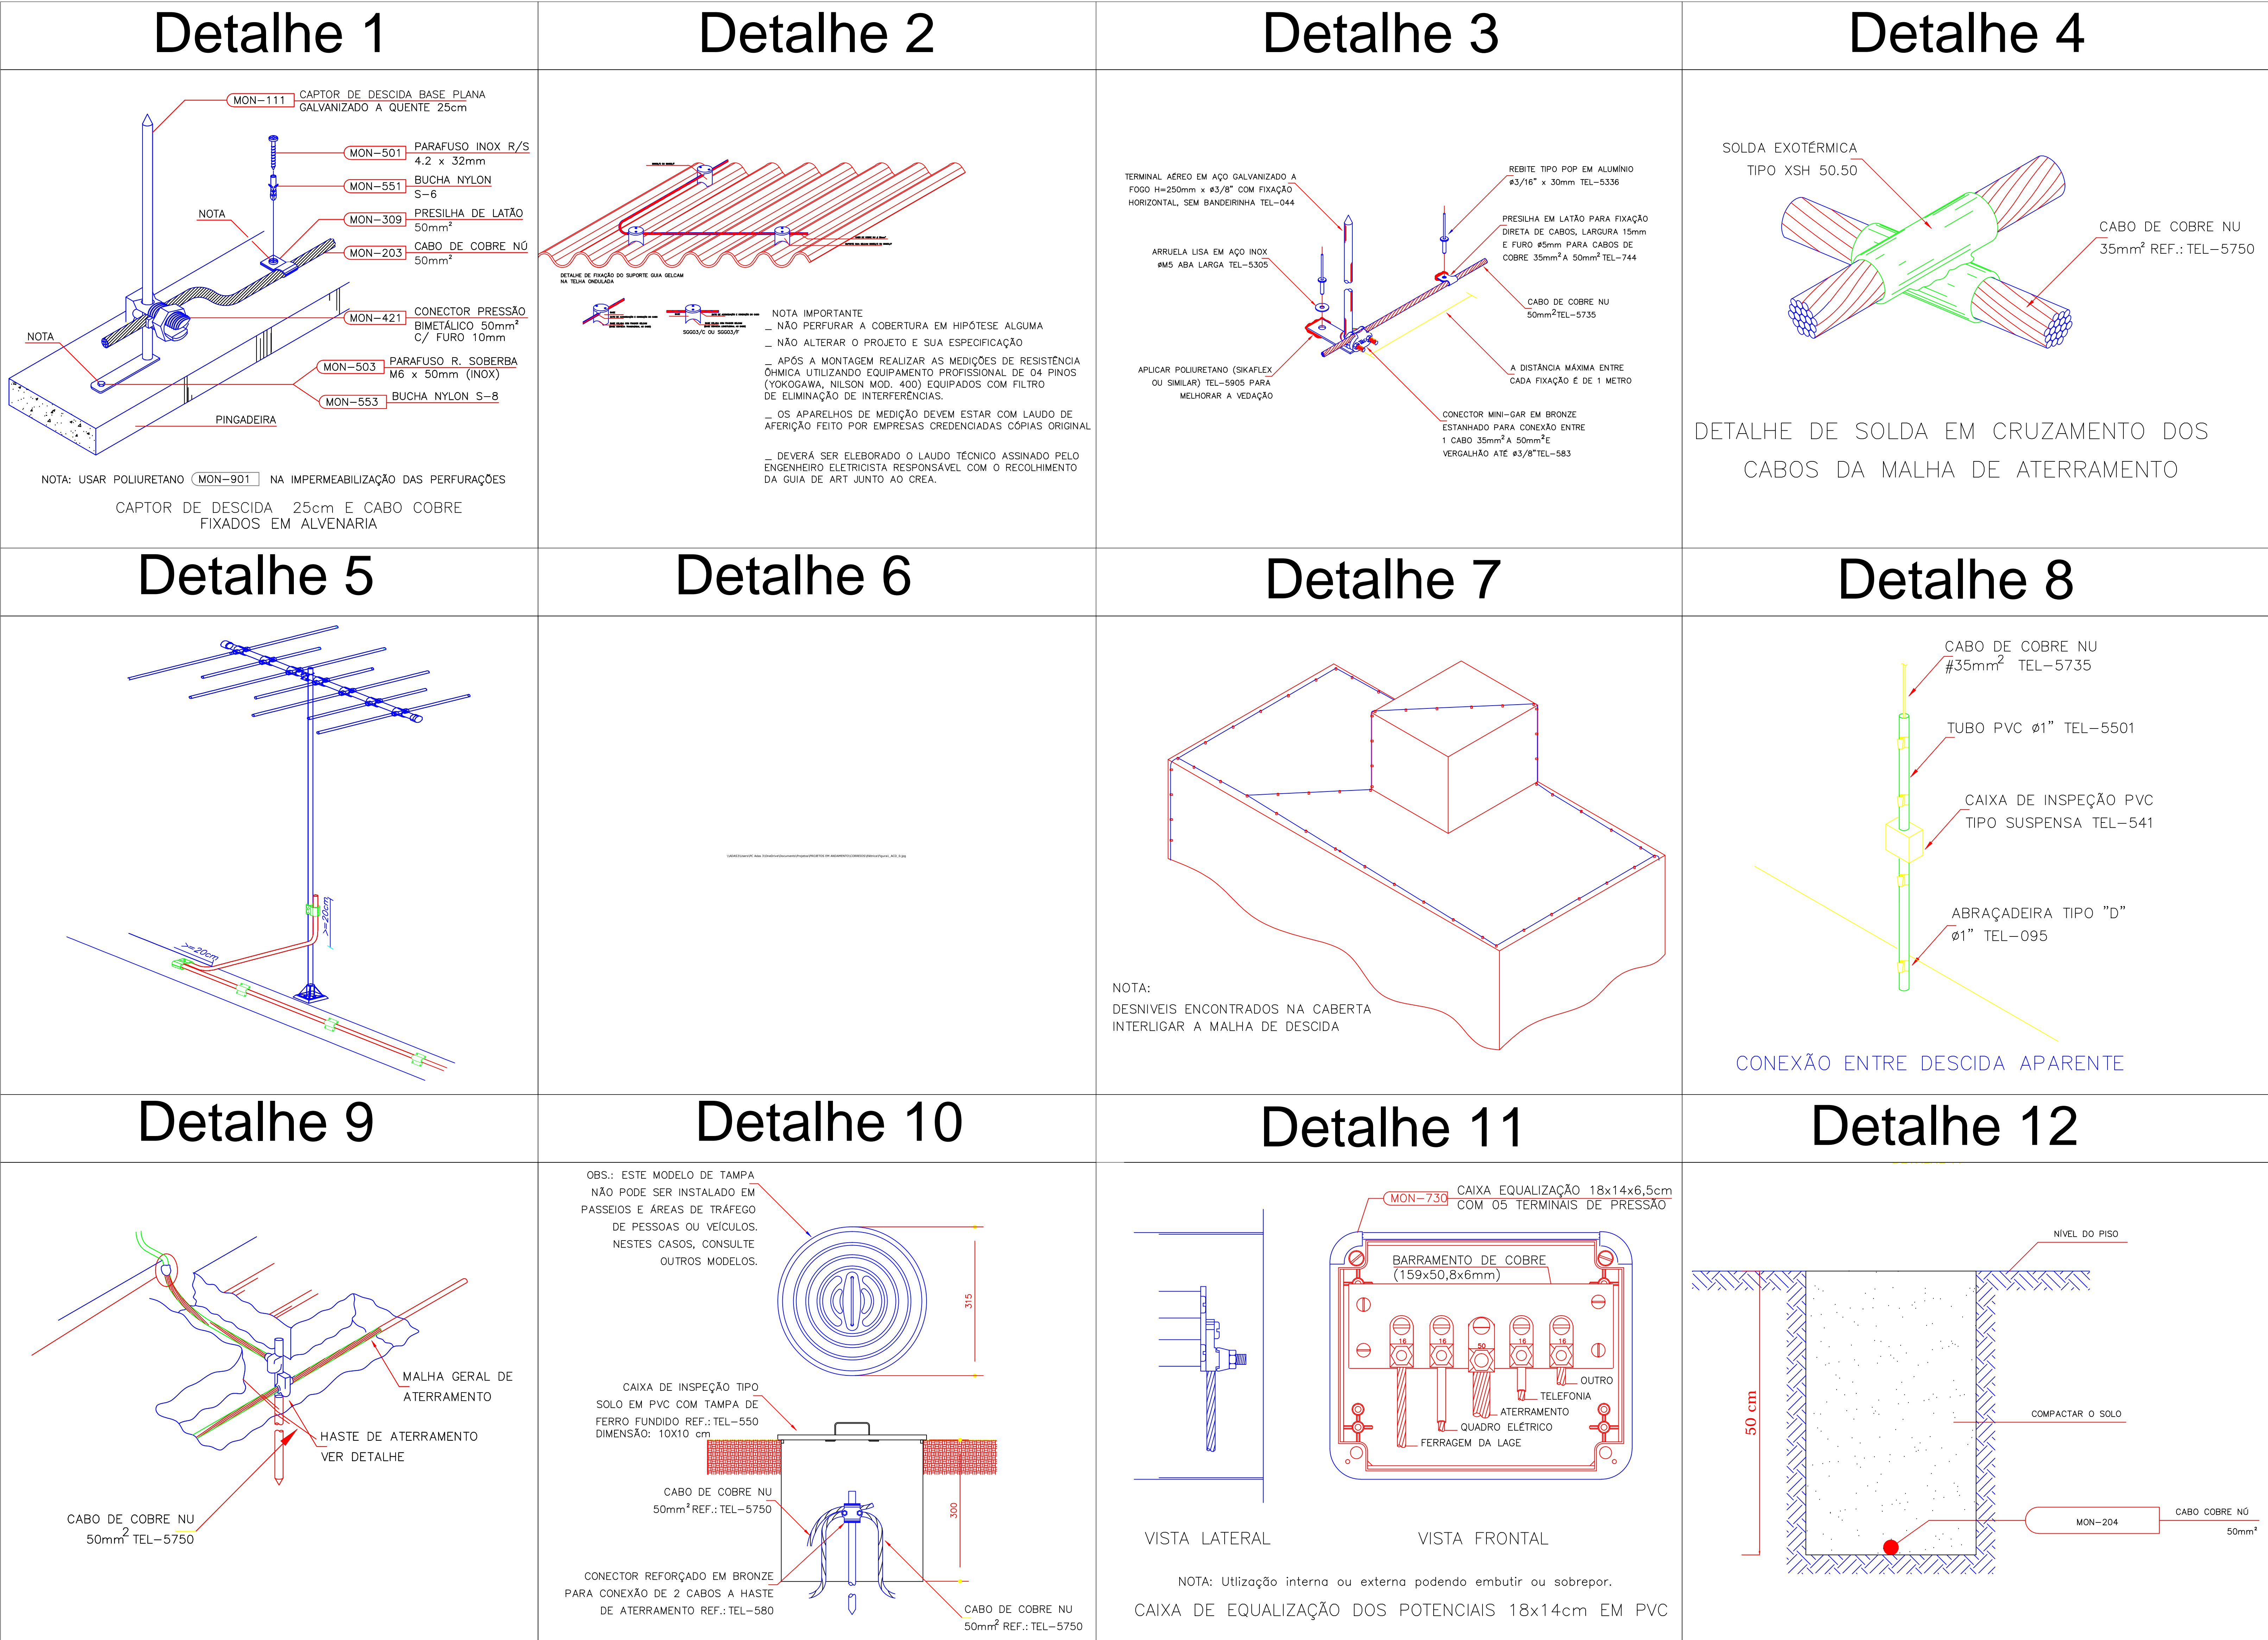 Detalhe 1
MON-111
CAPTOR DE DESCIDA BASE PLANA
GALVANIZADO A QUENTE 25cm
MON-501
PARAFUSO INOX R/S
4.2 x 32mm
MON-551
BUCHA NYLON
S-6
NOTA
MON-309
PRESILHA DE LATÃO
50mm²
MON-203
CABO DE COBRE NÚ
50mm²
MON-421
CONECTOR PRESSÃO
BIMETÁLICO 50mm²
C/ FURO 10mm
NOTA
MON-503
PARAFUSO R. SOBERBA
M6 x 50mm (INOX)
MON-553
BUCHA NYLON S-8
PINGADEIRA
NOTA: USAR POLIURETANO MON-901 NA IMPERMEABILIZAÇÃO DAS PERFURAÇÕES
CAPTOR DE DESCIDA 25cm E CABO COBRE
FIXADOS EM ALVENARIA
Detalhe 2
DETALHE DE FIXAÇÃO DO SUPORTE GUIA GELCAM
NA TELHA ONDULADA
SGG03/C OU SGG03/F
NOTA IMPORTANTE
_ NÃO PERFURAR A COBERTURA EM HIPÓTESE ALGUMA
_ NÃO ALTERAR O PROJETO E SUA ESPECIFICAÇÃO
_ APÓS A MONTAGEM REALIZAR AS MEDIÇÕES DE RESISTÊNCIA
ÔHMICA UTILIZANDO EQUIPAMENTO PROFISSIONAL DE 04 PINOS
(YOKOGAWA, NILSON MOD. 400) EQUIPADOS COM FILTRO
DE ELIMINAÇÃO DE INTERFERÊNCIAS.
_ OS APARELHOS DE MEDIÇÃO DEVEM ESTAR COM LAUDO DE
AFERIÇÃO FEITO POR EMPRESAS CREDENCIADAS CÓPIAS ORIGINAL
_ DEVERÁ SER ELEBORADO O LAUDO TÉCNICO ASSINADO PELO
ENGENHEIRO ELETRICISTA RESPONSÁVEL COM O RECOLHIMENTO
DA GUIA DE ART JUNTO AO CREA.
Detalhe 3
TERMINAL AÉREO EM AÇO GALVANIZADO A
FOGO H=250mm x ø3/8" COM FIXAÇÃO
HORIZONTAL, SEM BANDEIRINHA TEL-044
REBITE TIPO POP EM ALUMÍNIO
ø3/16" x 30mm TEL-5336
PRESILHA EM LATÃO PARA FIXAÇÃO
DIRETA DE CABOS, LARGURA 15mm
E FURO ø5mm PARA CABOS DE
COBRE 35mm² A 50mm² TEL-744
ARRUELA LISA EM AÇO INOX
øM5 ABA LARGA TEL-5305
CABO DE COBRE NU
50mm² TEL-5735
APLICAR POLIURETANO (SIKAFLEX
OU SIMILAR) TEL-5905 PARA
MELHORAR A VEDAÇÃO
A DISTÂNCIA MÁXIMA ENTRE
CADA FIXAÇÃO É DE 1 METRO
CONECTOR MINI-GAR EM BRONZE
ESTANHADO PARA CONEXÃO ENTRE
1 CABO 35mm² A 50mm² E
VERGALHÃO ATÉ ø3/8" TEL-583
Detalhe 4
SOLDA EXOTÉRMICA
TIPO XSH 50.50
CABO DE COBRE NU
35mm² REF.: TEL-5750
DETALHE DE SOLDA EM CRUZAMENTO DOS
CABOS DA MALHA DE ATERRAMENTO
Detalhe 5
>=20cm
>=20cm
Detalhe 6
Detalhe 7
NOTA:
DESNIVEIS ENCONTRADOS NA CABERTA
INTERLIGAR A MALHA DE DESCIDA
Detalhe 8
CABO DE COBRE NU
#35mm² TEL-5735
TUBO PVC ø1" TEL-5501
CAIXA DE INSPEÇÃO PVC
TIPO SUSPENSA TEL-541
ABRAÇADEIRA TIPO "D"
ø1" TEL-095
CONEXÃO ENTRE DESCIDA APARENTE
Detalhe 9
MALHA GERAL DE
ATERRAMENTO
HASTE DE ATERRAMENTO
VER DETALHE
CABO DE COBRE NU
50mm² TEL-5750
Detalhe 10
OBS.: ESTE MODELO DE TAMPA
NÃO PODE SER INSTALADO EM
PASSEIOS E ÁREAS DE TRÁFEGO
DE PESSOAS OU VEÍCULOS.
NESTES CASOS, CONSULTE
OUTROS MODELOS.
315
CAIXA DE INSPEÇÃO TIPO
SOLO EM PVC COM TAMPA DE
FERRO FUNDIDO REF.: TEL-550
DIMENSÃO: 10X10 cm
CABO DE COBRE NU
50mm² REF.: TEL-5750
300
CONECTOR REFORÇADO EM BRONZE
PARA CONEXÃO DE 2 CABOS A HASTE
DE ATERRAMENTO REF.: TEL-580
CABO DE COBRE NU
50mm² REF.: TEL-5750
Detalhe 11
MON-730
CAIXA EQUALIZAÇÃO 18x14x6,5cm
COM 05 TERMINAIS DE PRESSÃO
BARRAMENTO DE COBRE
(159x50,8x6mm)
16 16 50 16 16
OUTRO
TELEFONIA
ATERRAMENTO
QUADRO ELÉTRICO
FERRAGEM DA LAGE
VISTA LATERAL
VISTA FRONTAL
NOTA: Utlização interna ou externa podendo embutir ou sobrepor.
CAIXA DE EQUALIZAÇÃO DOS POTENCIAIS 18x14cm EM PVC
Detalhe 12
NÍVEL DO PISO
50 cm
COMPACTAR O SOLO
MON-204
CABO COBRE NÚ
50mm²